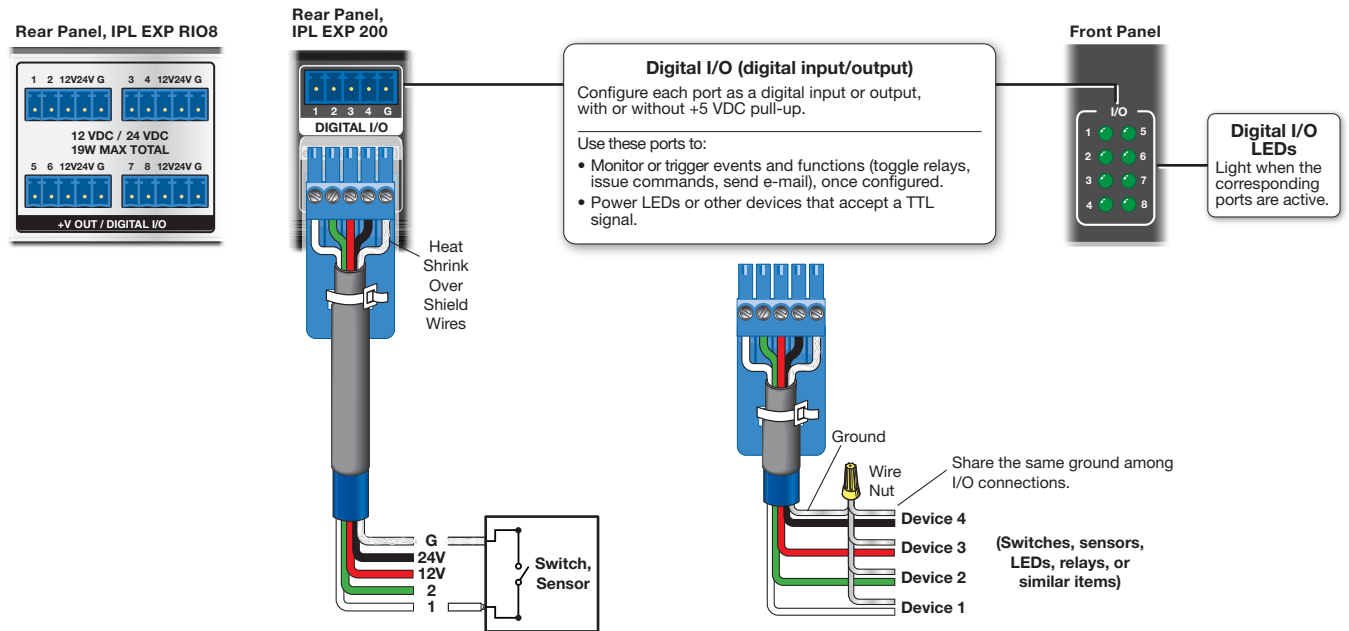 Rear Panel, IPL EXP RIO8
1 2 12V24V G 3 4 12V24V G
12 VDC / 24 VDC
19W MAX TOTAL
5 6 12V24V G 7 8 12V24V G
+V OUT / DIGITAL I/O
Rear Panel,
IPL EXP 200
1 2 3 4 G
DIGITAL I/O
Heat
Shrink
Over
Shield
Wires
G
24V
12V
2
1
Switch,
Sensor
Digital I/O (digital input/output)
Configure each port as a digital input or output,
with or without +5 VDC pull-up.
Use these ports to:
• Monitor or trigger events and functions (toggle relays,
issue commands, send e-mail), once configured.
• Power LEDs or other devices that accept a TTL
signal.
Front Panel
I/O
1 5
2 6
3 7
4 8
Digital I/O
LEDs
Light when the
corresponding
ports are active.
Ground
Wire
Nut
Share the same ground among
I/O connections.
Device 4
Device 3
Device 2
Device 1
(Switches, sensors,
LEDs, relays, or
similar items)